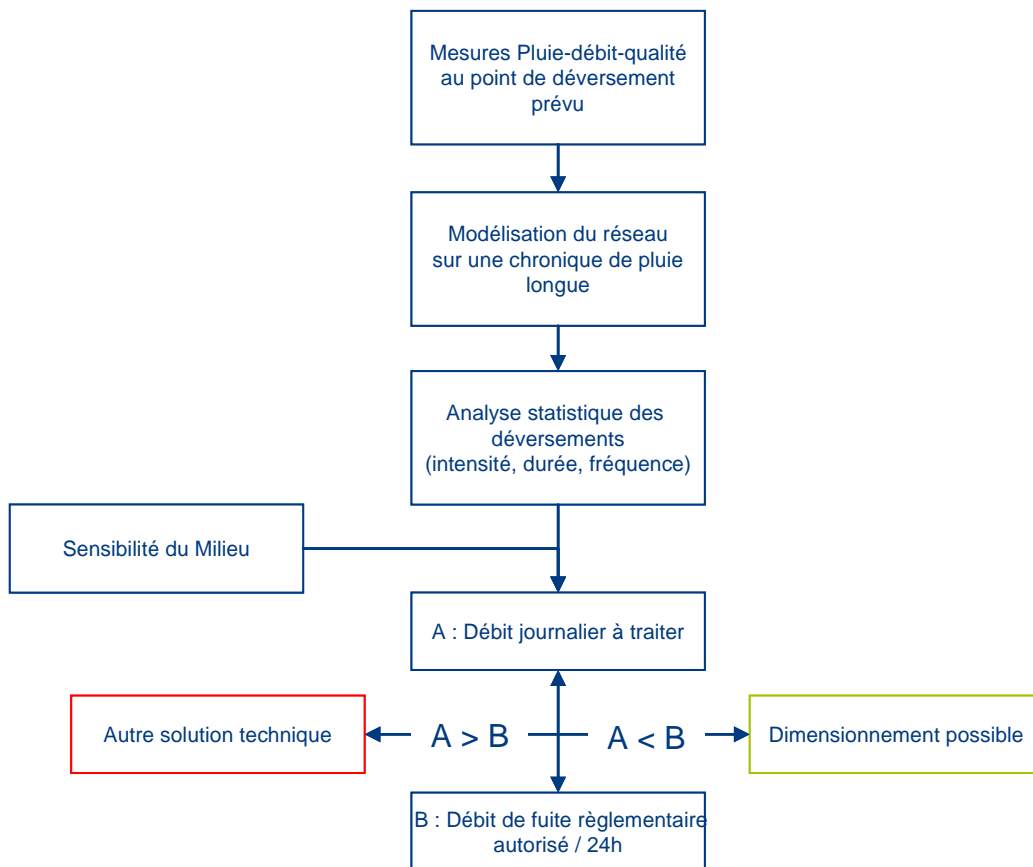 Mesures Pluie-débit-qualité
au point de déversement
prévu
Modélisation du réseau
sur une chronique de pluie
longue
Analyse statistique des
déversements
(intensité, durée, fréquence)
Sensibilité du Milieu
A : Débit journalier à traiter
Autre solution technique
A > B
A < B
Dimensionnement possible
B : Débit de fuite règlementaire
autorisé / 24h